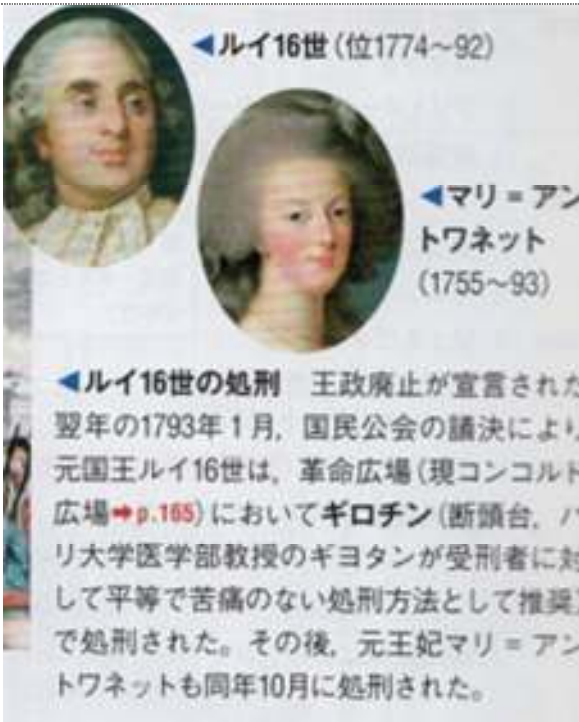 ◀ルイ16世(位1774〜92)
◀マリ＝アン
トワネット
(1755〜93)
◀ルイ16世の処刑　王政廃止が宣言された
翌年の1793年1月，国民公会の議決により
元国王ルイ16世は，革命広場(現コンコルド
広場➡p.165)においてギロチン(断頭台，パ
リ大学医学部教授のギヨタンが受刑者に対
して平等で苦痛のない処刑方法として推奨)
で処刑された。その後，元王妃マリ＝アン
トワネットも同年10月に処刑された。